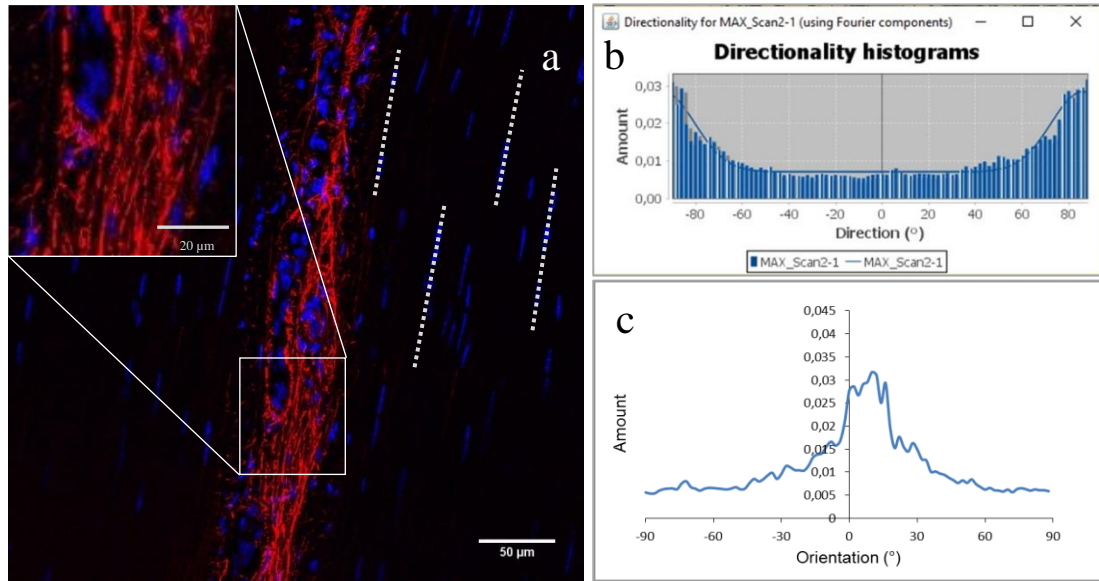 a
20 µm
50 µm
Directionality for MAX_Scan2-1 (using Fourier components)
b
Directionality histograms
Amount
0,03
0,02
0,01
0,00
-80 -60 -40 -20 0 20 40 60 80
Direction (°)
MAX_Scan2-1 MAX_Scan2-1
c
Amount
0,045
0,04
0,035
0,03
0,025
0,02
0,015
0,01
0,005
0
-90 -60 -30 0 30 60 90
Orientation (°)